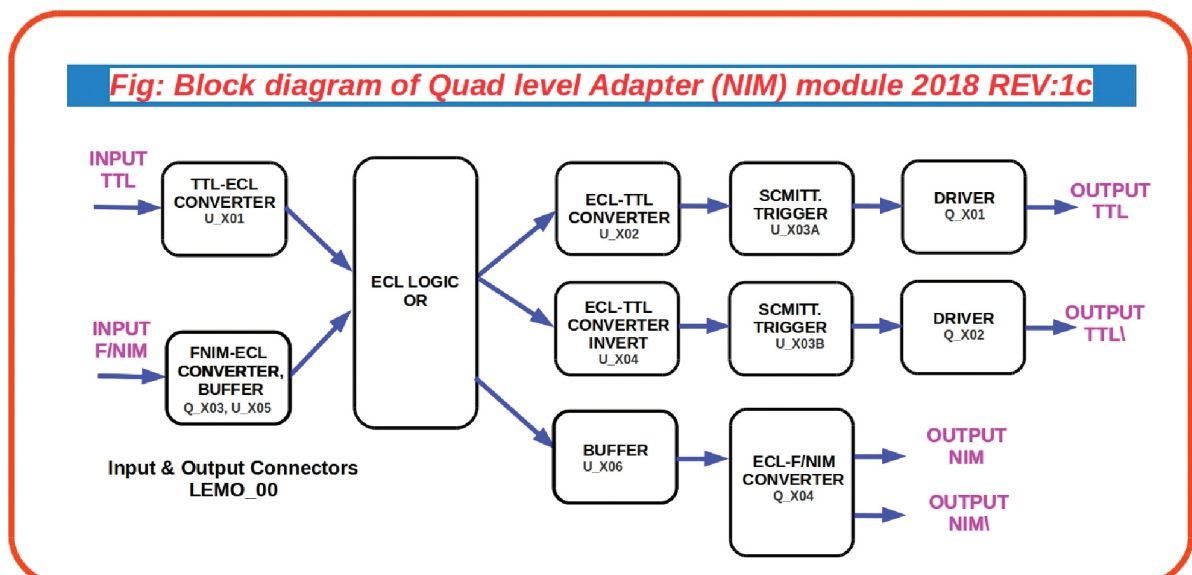 Fig: Block diagram of Quad level Adapter (NIM) module 2018 REV:1c
INPUT
TTL
TTL-ECL
CONVERTER
U_X01
INPUT
F/NIM
FNIM-ECL
CONVERTER,
BUFFER
Q_X03, U_X05
ECL LOGIC
OR
ECL-TTL
CONVERTER
U_X02
SCMITT.
TRIGGER
U_X03A
DRIVER
Q_X01
OUTPUT
TTL
ECL-TTL
CONVERTER
INVERT
U_X04
SCMITT.
TRIGGER
U_X03B
DRIVER
Q_X02
OUTPUT
TTL\
BUFFER
U_X06
ECL-F/NIM
CONVERTER
Q_X04
OUTPUT
NIM
OUTPUT
NIM\
Input & Output Connectors
LEMO_00